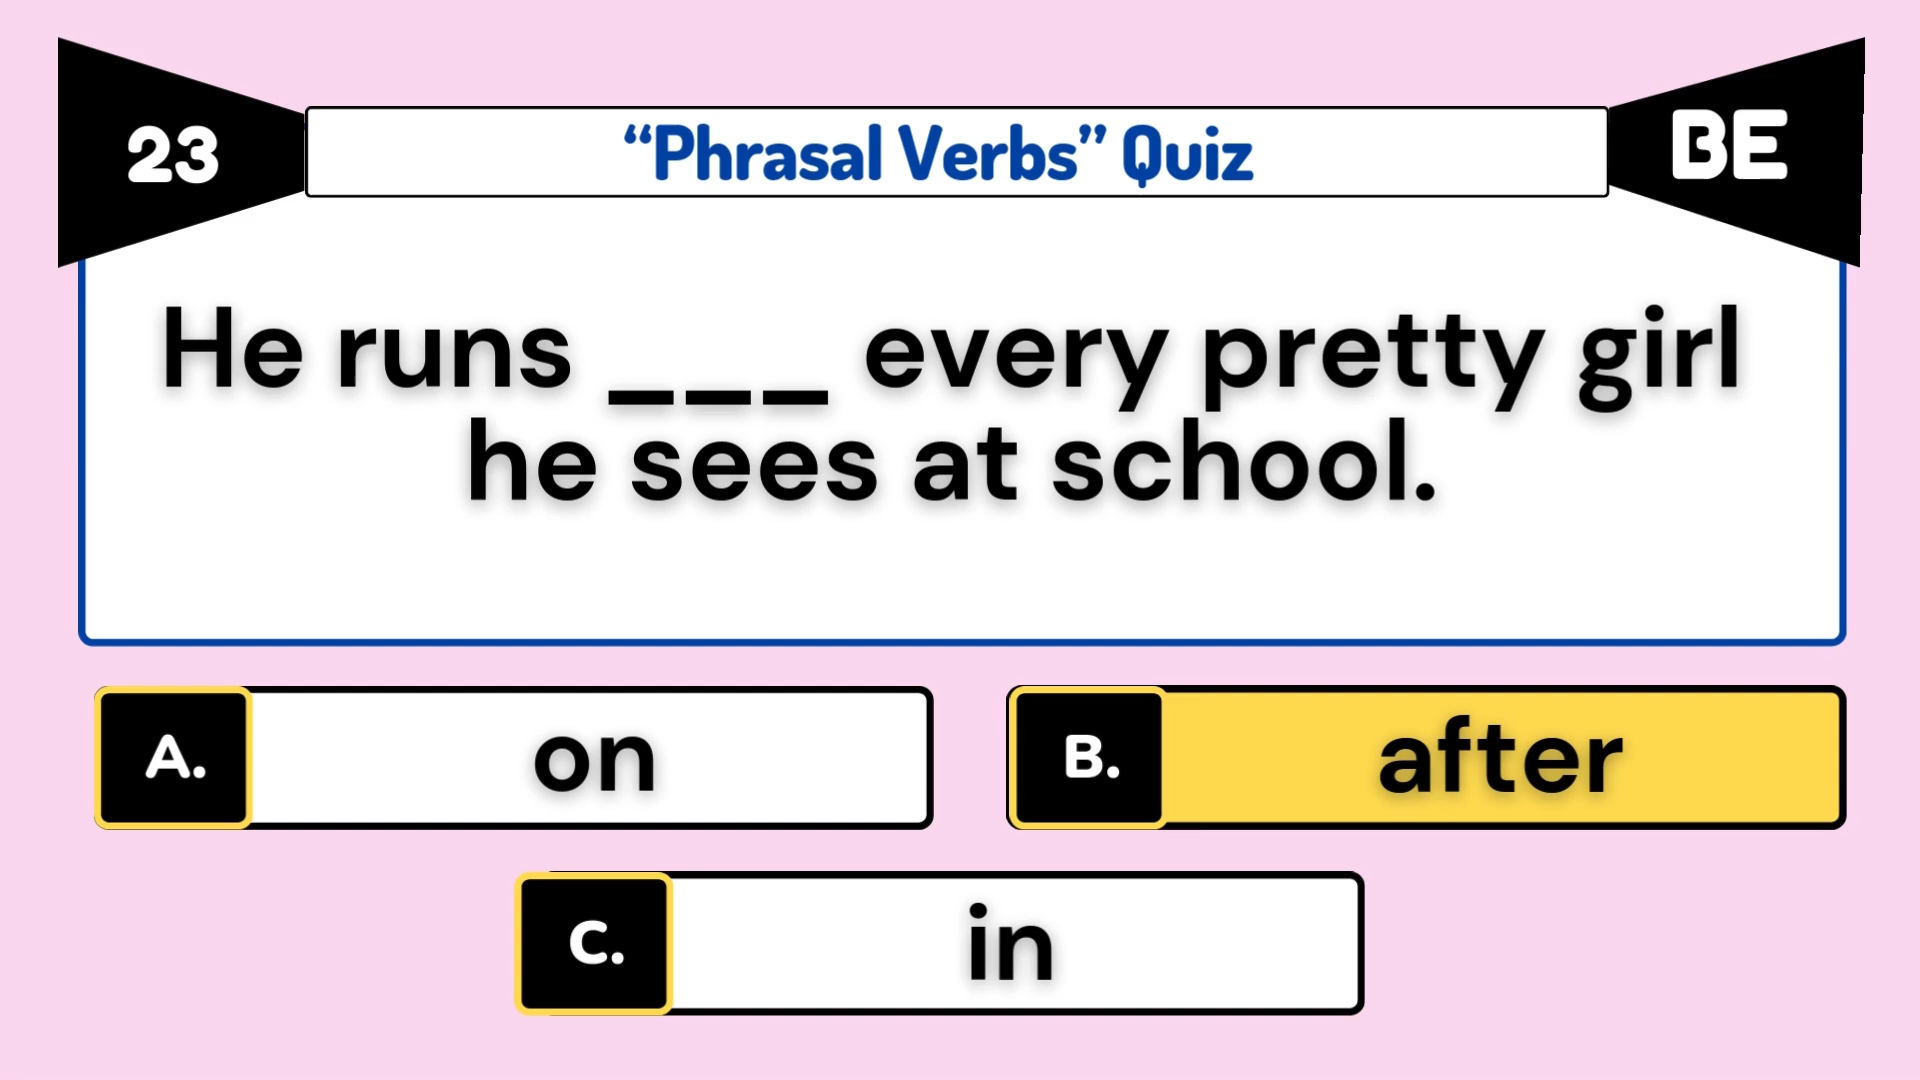 23
“Phrasal Verbs” Quiz
BE
He runs ___ every pretty girl
he sees at school.
A. on
B. after
C. in